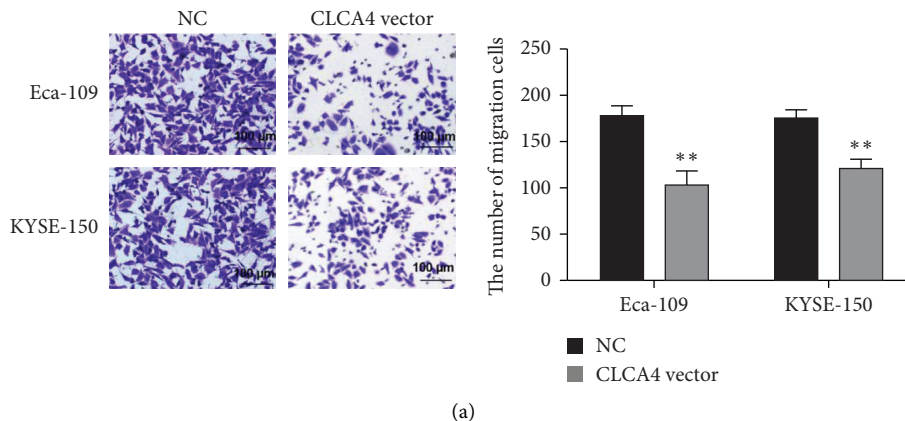 NC
CLCA4 vector
Eca-109
100 µm
100 µm
KYSE-150
100 µm
100 µm
The number of migration cells
250
200
150
100
50
0
**
**
Eca-109
KYSE-150
NC
CLCA4 vector
(a)